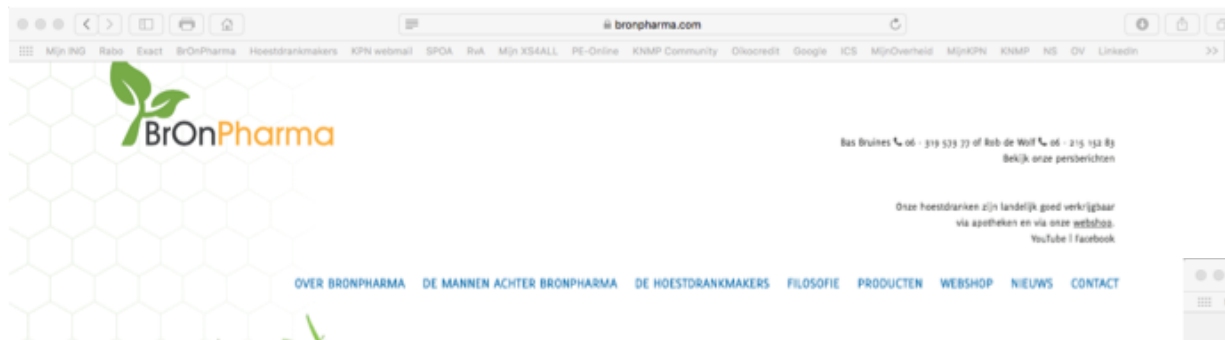 bronpharma.com
Mijn ING Rabo Exact BrOnPharma Hoestdrankmakers KPN webmail SPOA RvA Mijn XS4ALL PE-Online KNMP Community Oikocredit Google ICS MijnOverheid MijnKPN KNMP NS OV LinkedIn >>
BrOnPharma
Bas Bruines 06 - 319 573 77 of Rob de Wolf 06 - 215 132 83
Bekijk onze persberichten
Onze hoestdranken zijn landelijk goed verkrijgbaar
via apotheken en via onze webshop.
YouTube | Facebook
OVER BRONPHARMA DE MANNEN ACHTER BRONPHARMA DE HOESTDRANKMAKERS FILOSOFIE PRODUCTEN WEBSHOP NIEUWS CONTACT